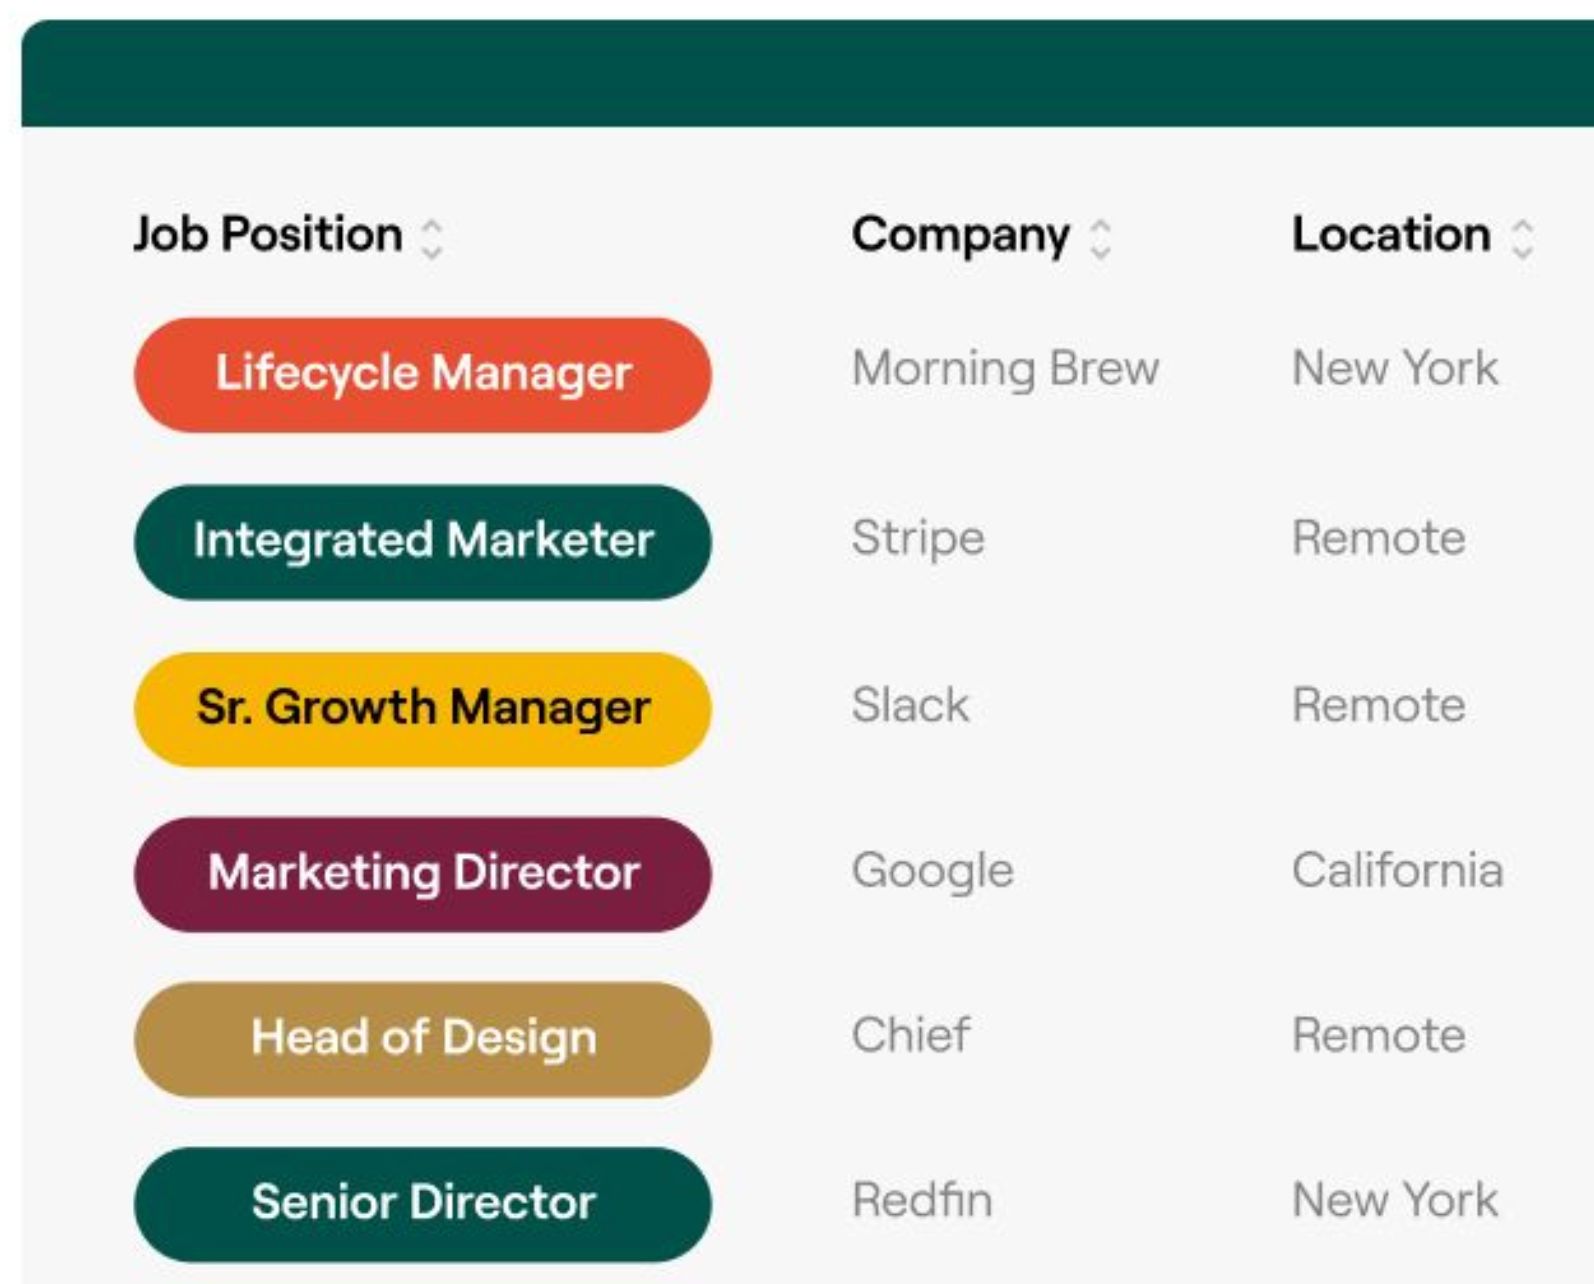 Job Position Company Location
Lifecycle Manager Morning Brew New York
Integrated Marketer Stripe Remote
Sr. Growth Manager Slack Remote
Marketing Director Google California
Head of Design Chief Remote
Senior Director Redfin New York